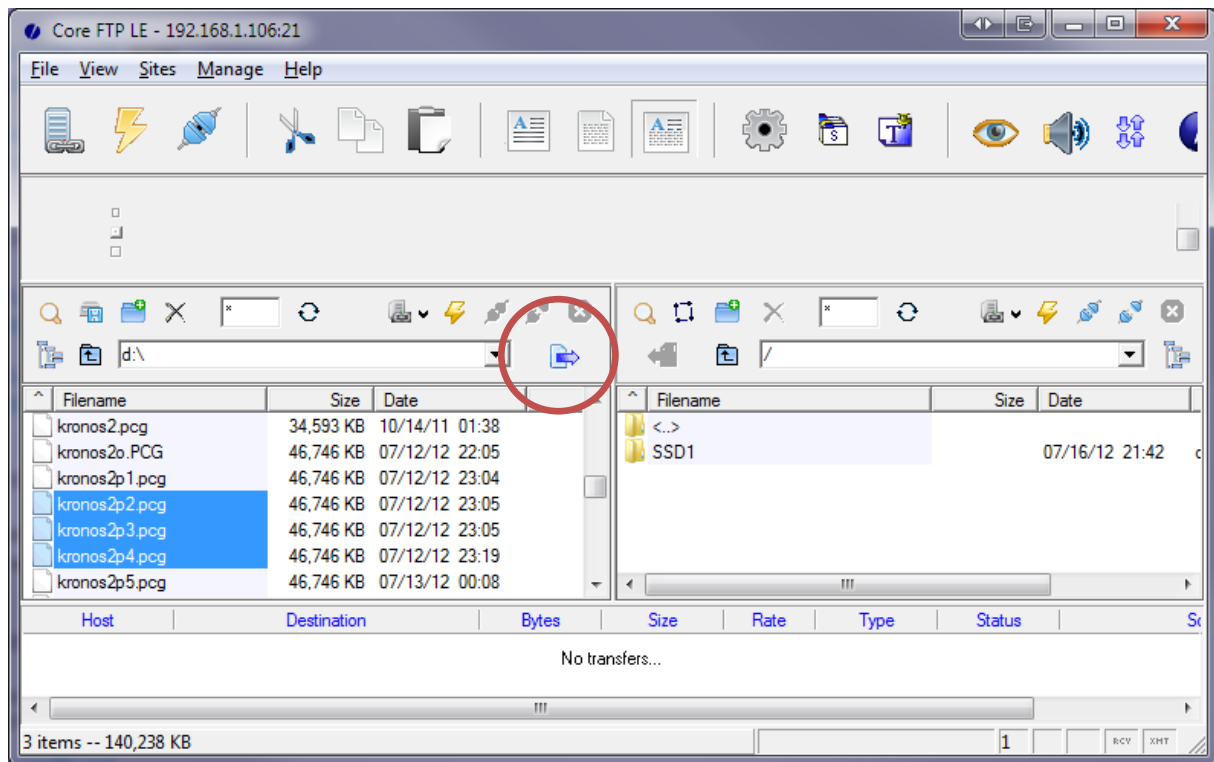 Core FTP LE - 192.168.1.106:21
File View Sites Manage Help
d:\
/
^ Filename Size Date
kronos2.pcg 34,593 KB 10/14/11 01:38
kronos2o.PCG 46,746 KB 07/12/12 22:05
kronos2p1.pcg 46,746 KB 07/12/12 23:04
kronos2p2.pcg 46,746 KB 07/12/12 23:05
kronos2p3.pcg 46,746 KB 07/12/12 23:05
kronos2p4.pcg 46,746 KB 07/12/12 23:19
kronos2p5.pcg 46,746 KB 07/13/12 00:08
^ Filename Size Date
<..>
SSD1 07/16/12 21:42
Host Destination Bytes Size Rate Type Status
No transfers...
3 items -- 140,238 KB 1 RCV XMT